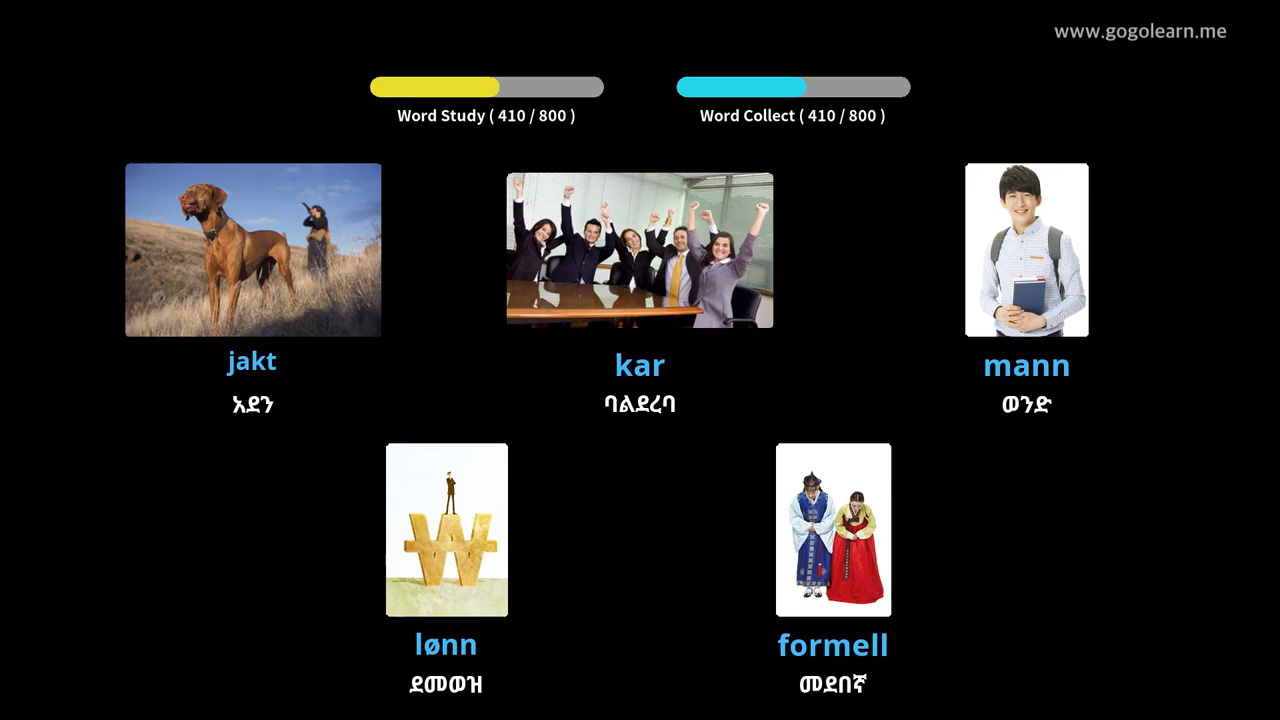 www.gogolearn.me
Word Study ( 410 / 800 )
Word Collect ( 410 / 800 )
jakt
አደን
kar
ባልደረባ
mann
ወንድ
lønn
ደመወዝ
formell
መደበኛ